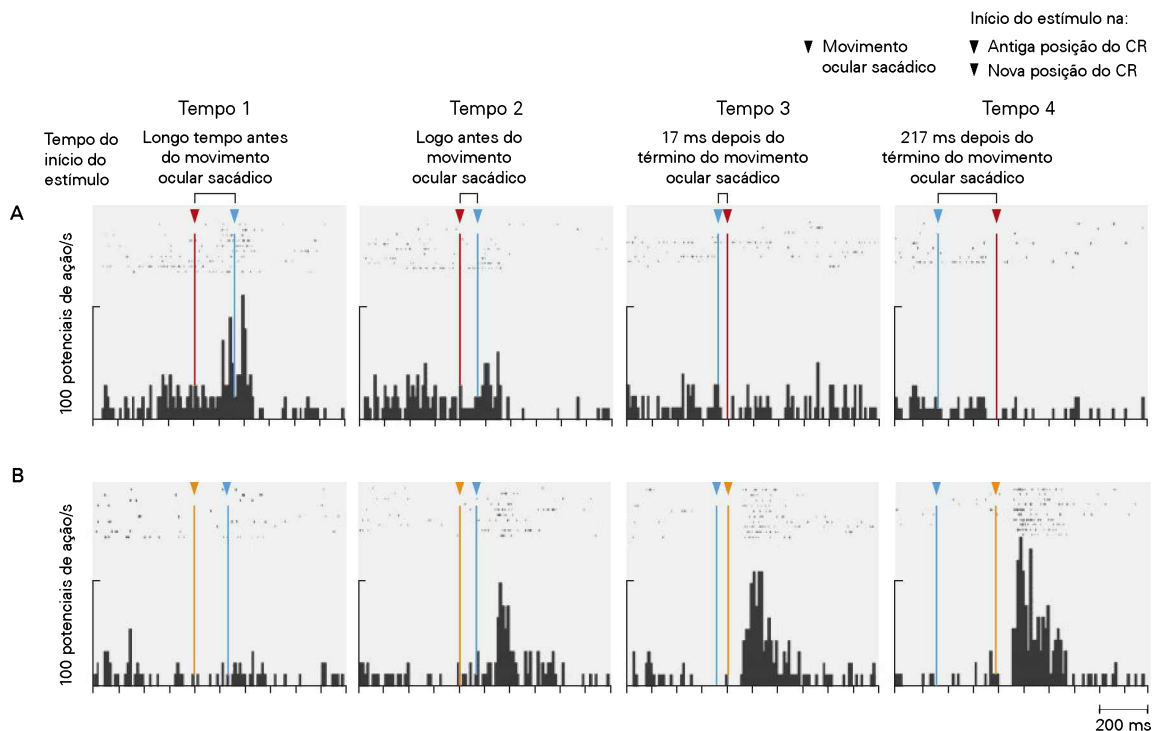 Início do estímulo na:
Movimento
ocular sacádico
Antiga posição do CR
Nova posição do CR
Tempo 1
Tempo 2
Tempo 3
Tempo 4
Tempo do
início do
estímulo
Longo tempo antes
do movimento
ocular sacádico
Logo antes do
movimento
ocular sacádico
17 ms depois do
término do movimento
ocular sacádico
217 ms depois do
término do movimento
ocular sacádico
A
100 potenciais de ação/s
B
100 potenciais de ação/s
200 ms